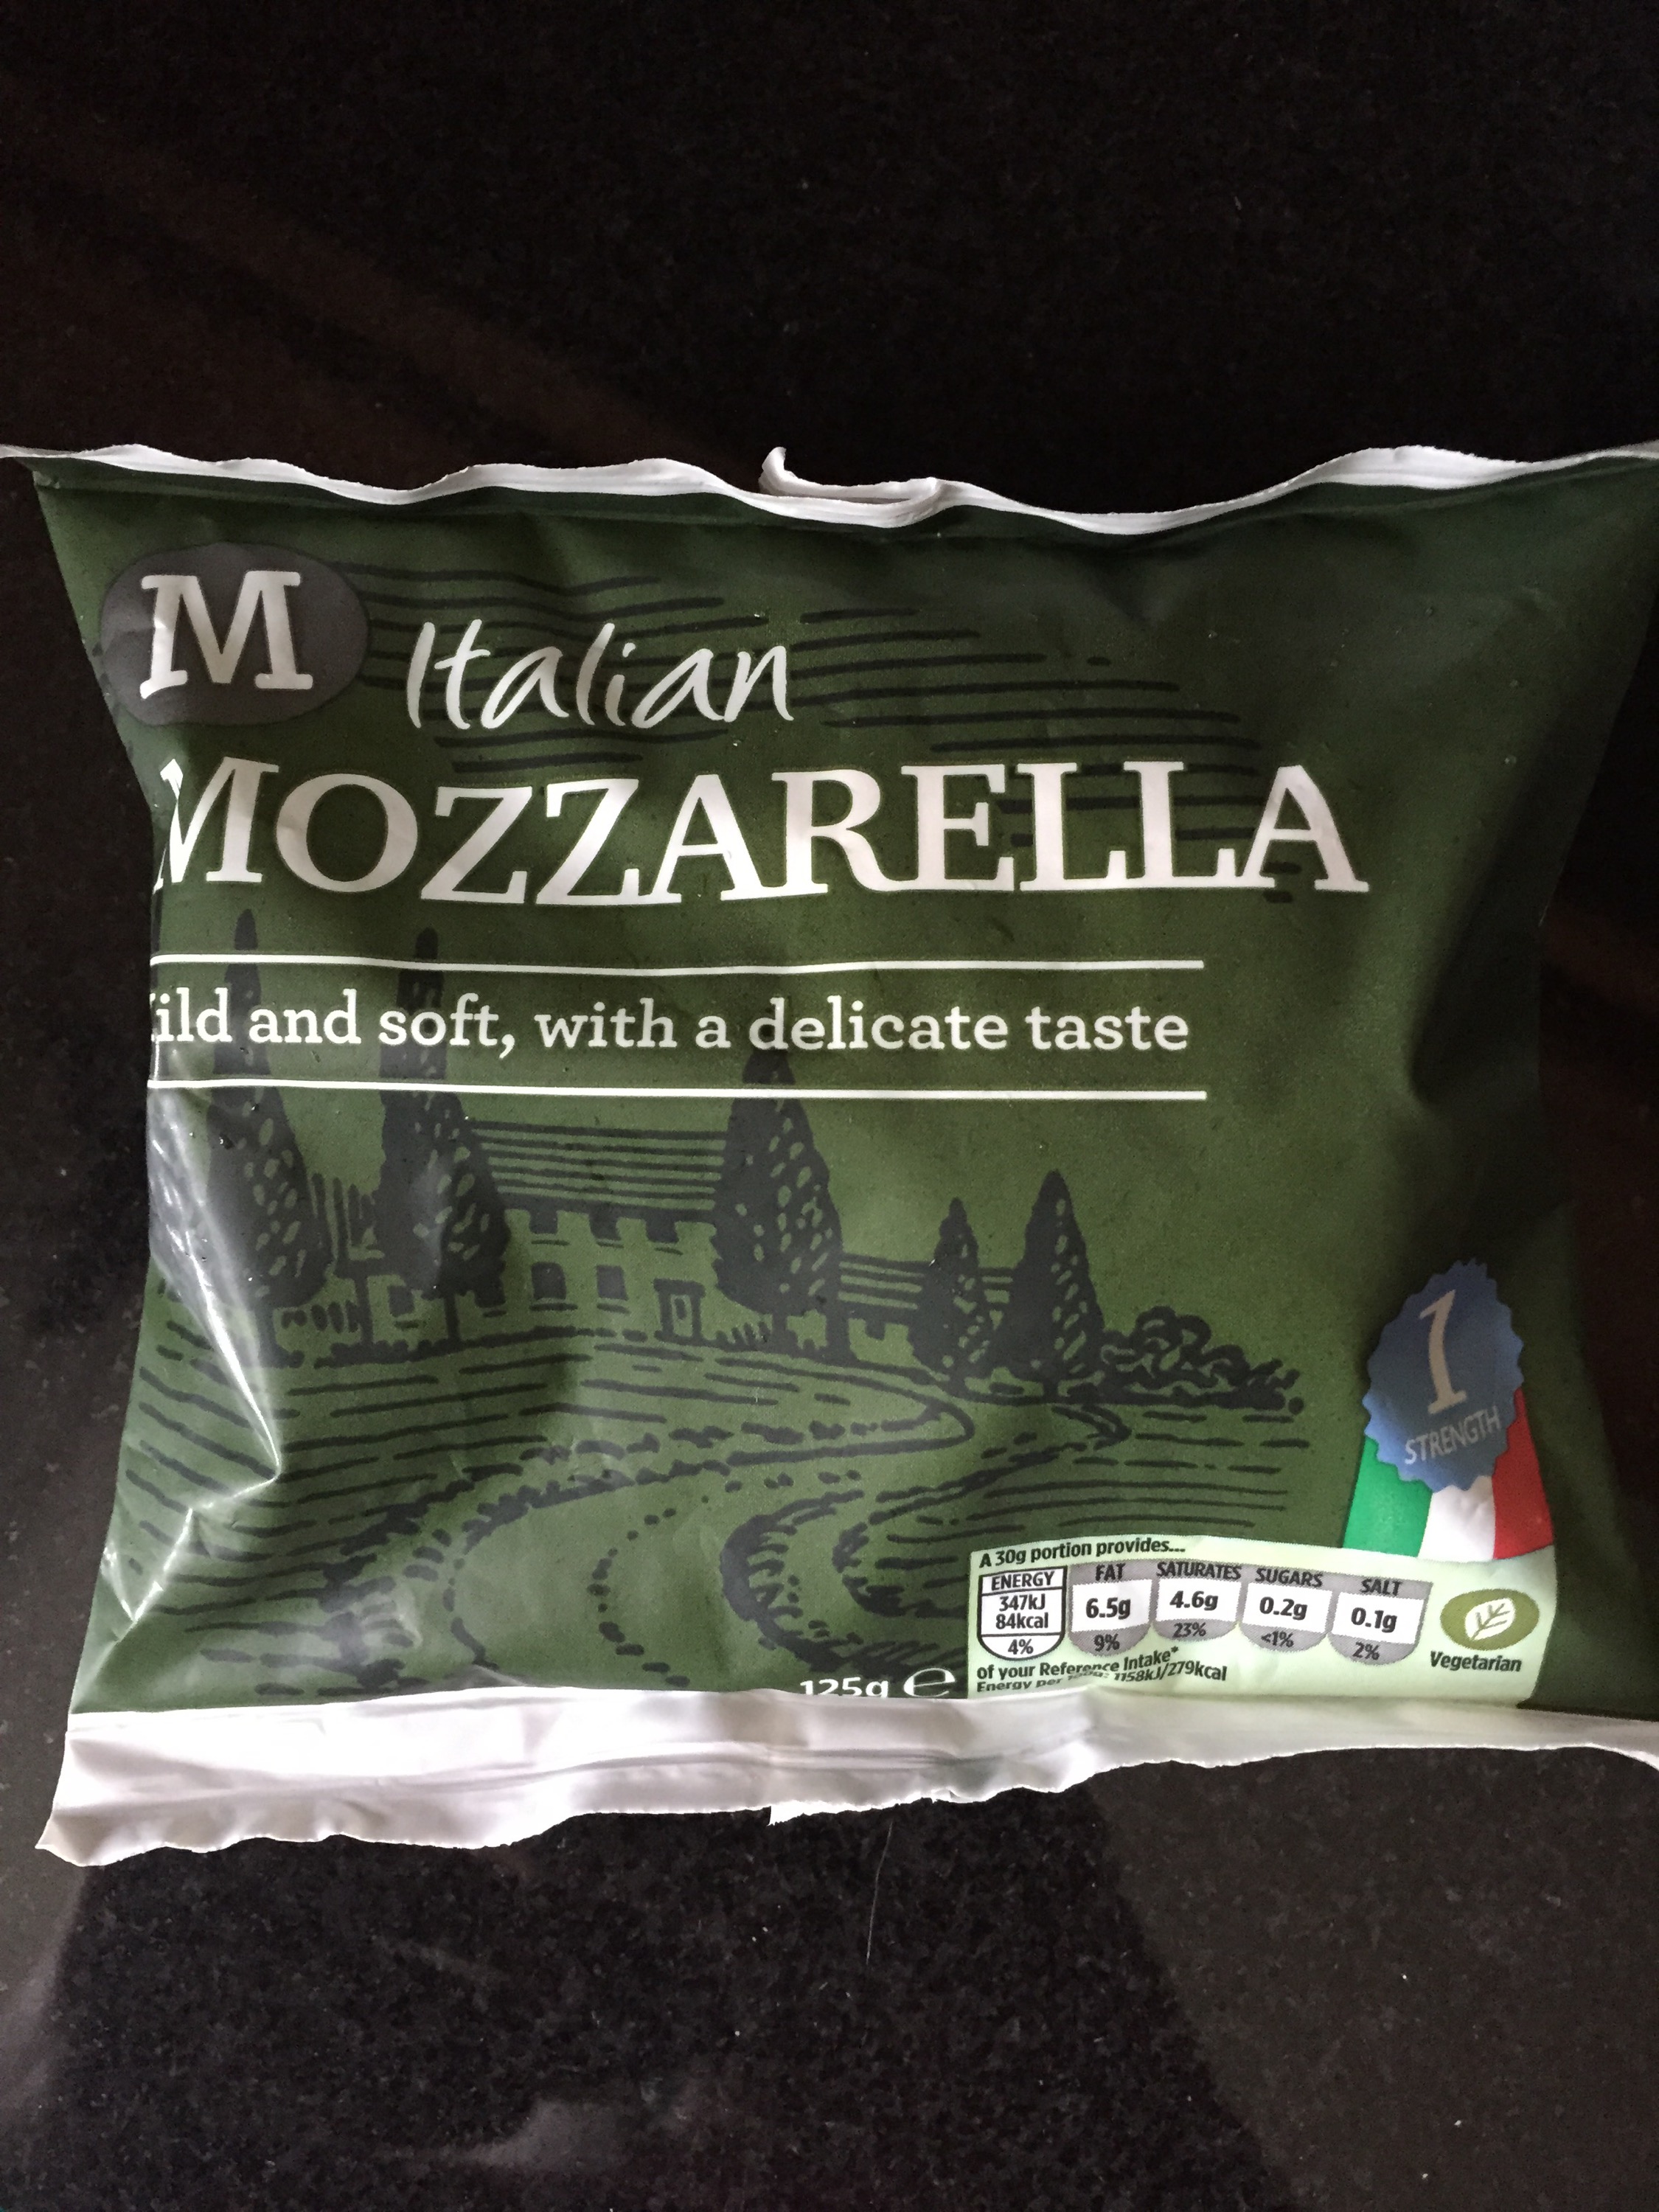 M
Italian
MOZZARELLA
ild and soft, with a delicate taste
1
STRENGTH
A 30g portion provides...
ENERGY FAT SATURATES SUGARS SALT
347kJ 6.5g 4.6g 0.2g 0.1g
84kcal
4% 9% 23% <1% 2%
Vegetarian
of your Reference Intake*
Energy per 1158kJ/279kcal
125g e